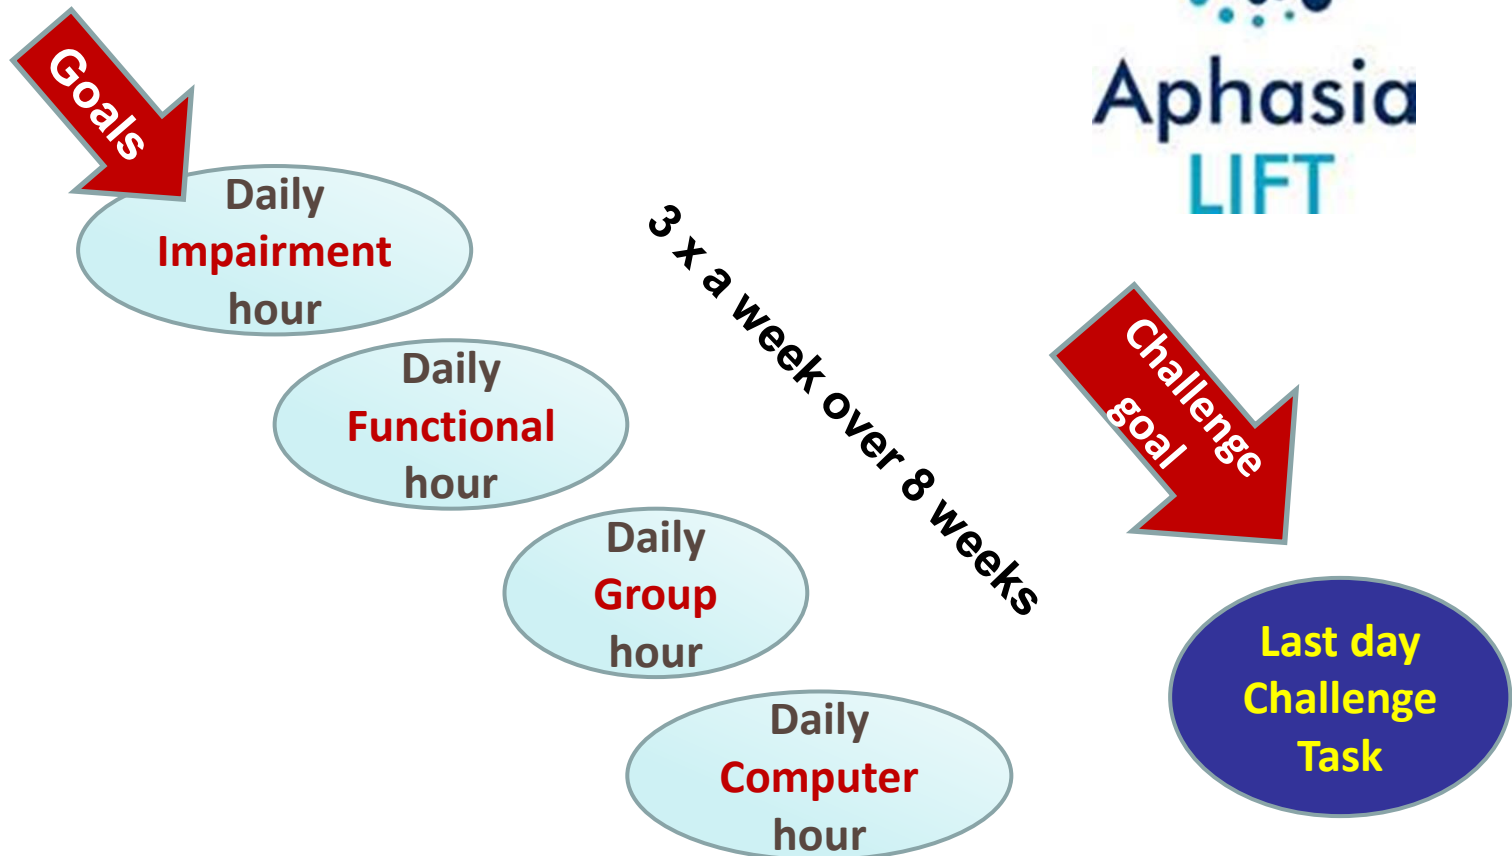 Goals
Aphasia
LIFT
Daily
Impairment
hour
3 x a week over 8 weeks
Daily
Functional
hour
Challenge
goal
Daily
Group
hour
Last day
Challenge
Task
Daily
Computer
hour